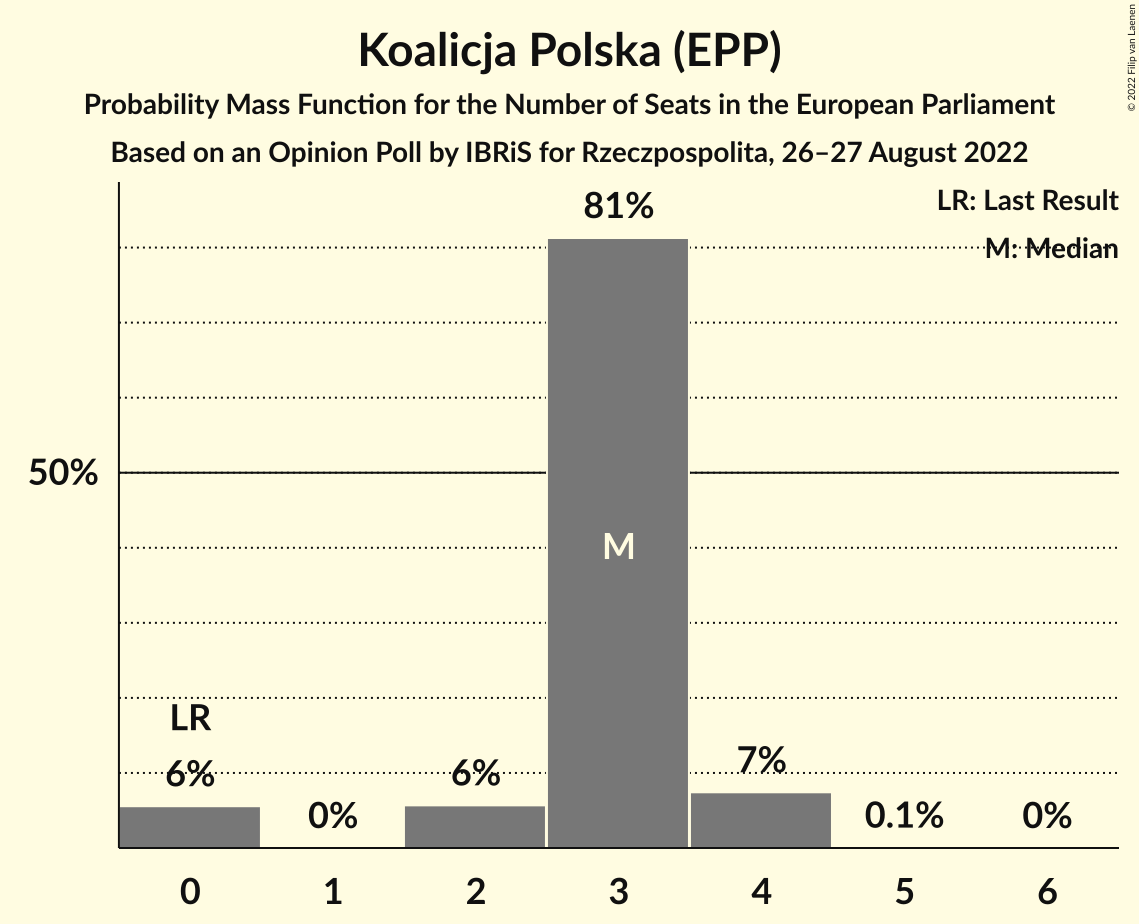 Koalicja Polska (EPP)
Probability Mass Function for the Number of Seats in the European Parliament
Based on an Opinion Poll by IBRiS for Rzeczpospolita, 26–27 August 2022
© 2022 Filip van Laenen
LR: Last Result
M: Median
81%
50%
M
LR
6%
0%
6%
7%
0.1%
0%
0 1 2 3 4 5 6